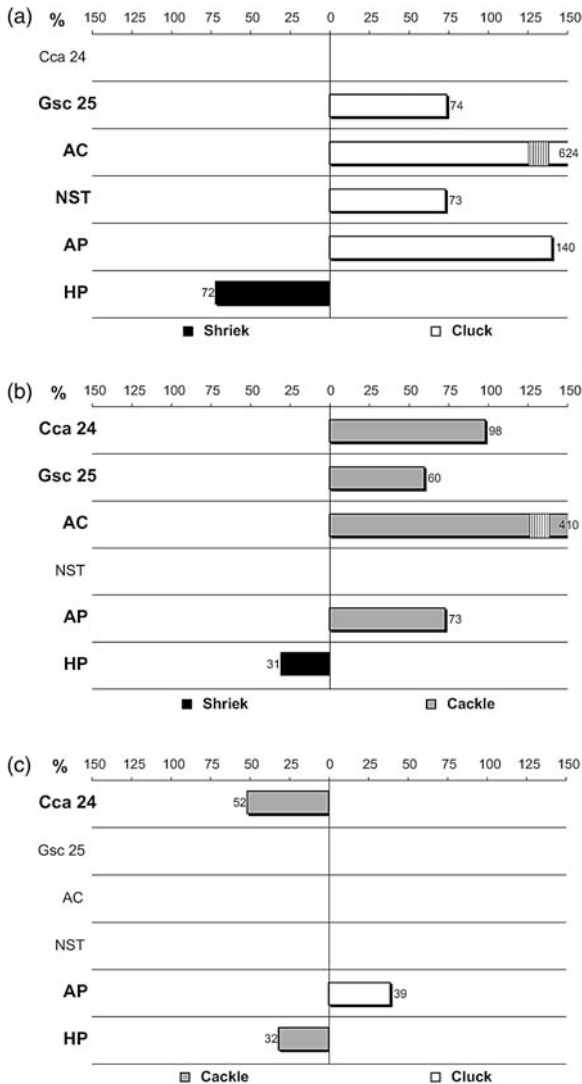 (a) % 150 125 100 75 50 25 0 25 50 75 100 125 150
Cca 24
Gsc 25 74
AC 624
NST 73
AP 140
HP 72
Shriek Cluck
(b) % 150 125 100 75 50 25 0 25 50 75 100 125 150
Cca 24 98
Gsc 25 60
AC 410
NST
AP 73
HP 31
Shriek Cackle
(c) % 150 125 100 75 50 25 0 25 50 75 100 125 150
Cca 24 52
Gsc 25
AC
NST
AP 39
HP 32
Cackle Cluck